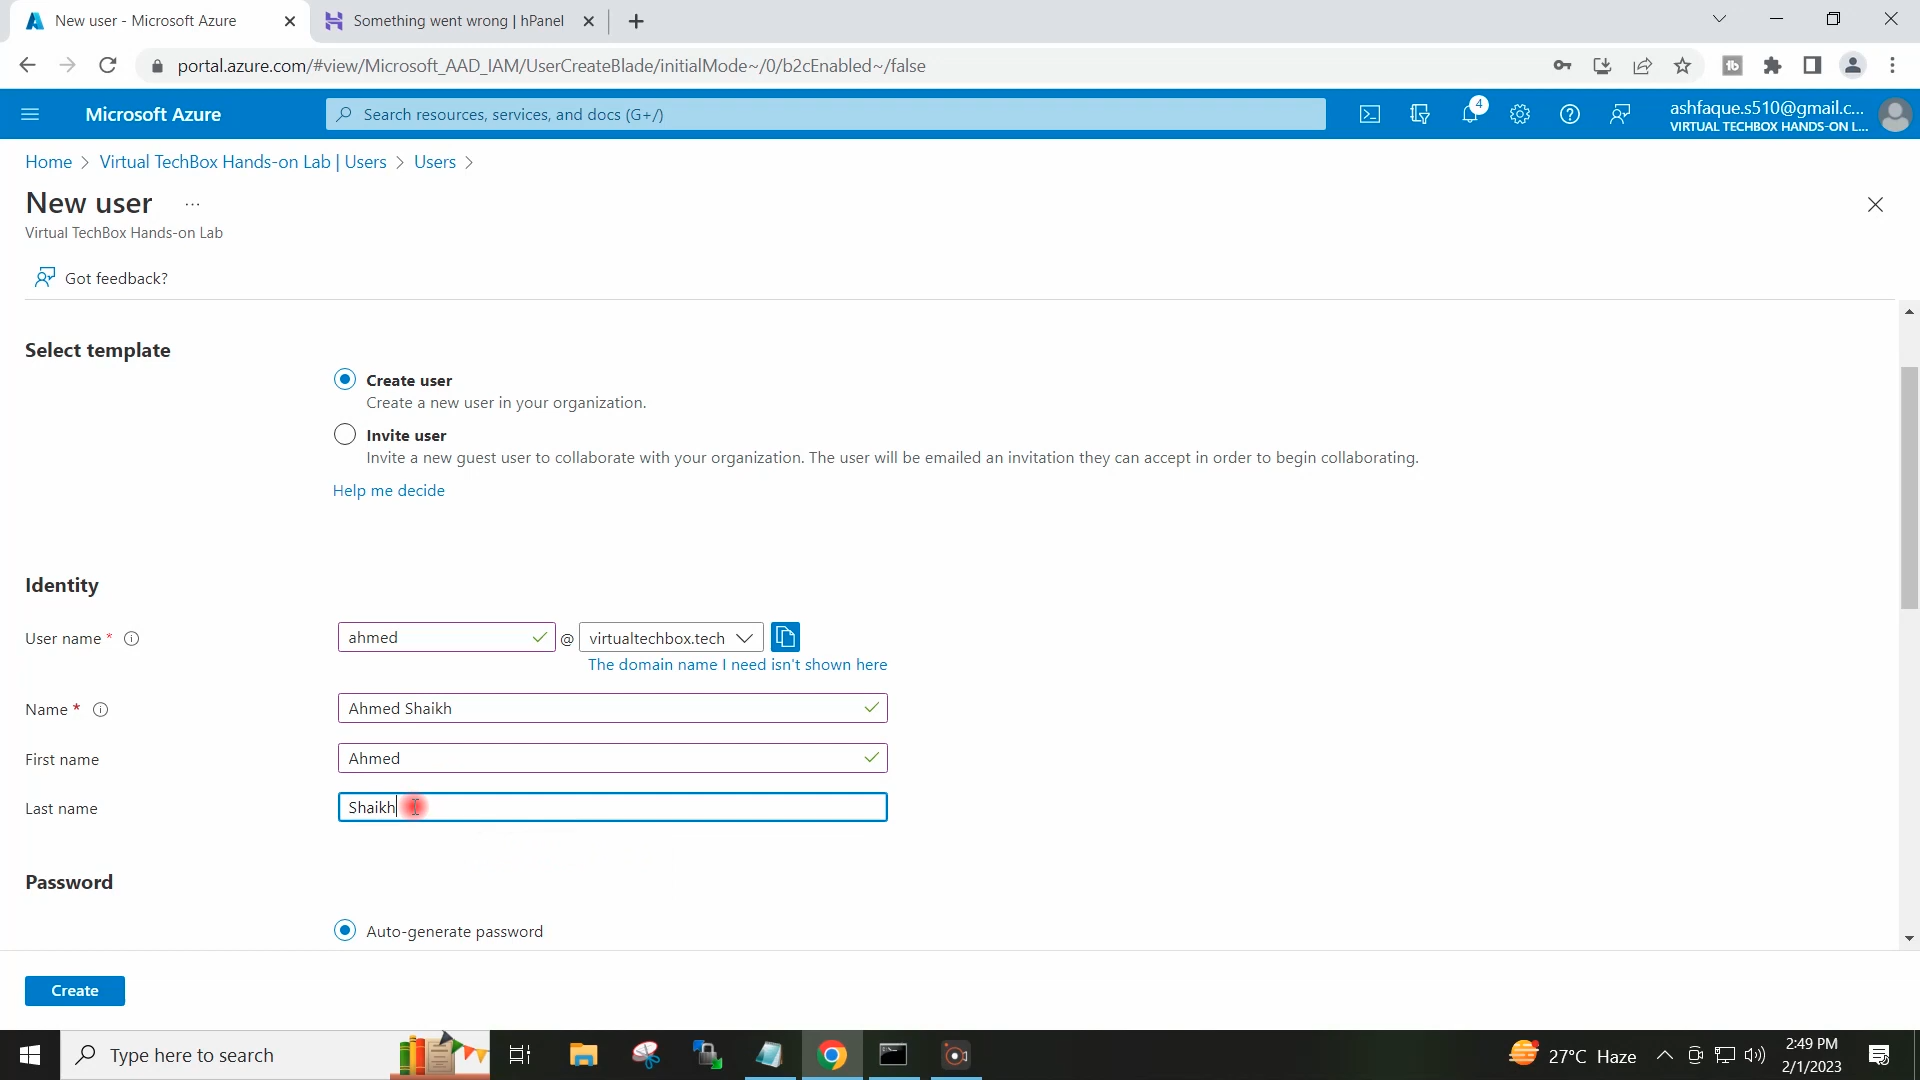 New user - Microsoft Azure
Something went wrong | hPanel
portal.azure.com/#view/Microsoft_AAD_IAM/UserCreateBlade/initialMode~/0/b2cEnabled~/false
Microsoft Azure
Search resources, services, and docs (G+/)
4
ashfaque.s510@gmail.c...
VIRTUAL TECHBOX HANDS-ON L...
Home > Virtual TechBox Hands-on Lab | Users > Users >
New user ...
Virtual TechBox Hands-on Lab
Got feedback?
Select template
Create user
Create a new user in your organization.
Invite user
Invite a new guest user to collaborate with your organization. The user will be emailed an invitation they can accept in order to begin collaborating.
Help me decide
Identity
User name * ahmed @ virtualtechbox.tech
The domain name I need isn't shown here
Name * Ahmed Shaikh
First name Ahmed
Last name Shaikh
Password
Auto-generate password
Create
Type here to search
27°C Haze
2:49 PM
2/1/2023